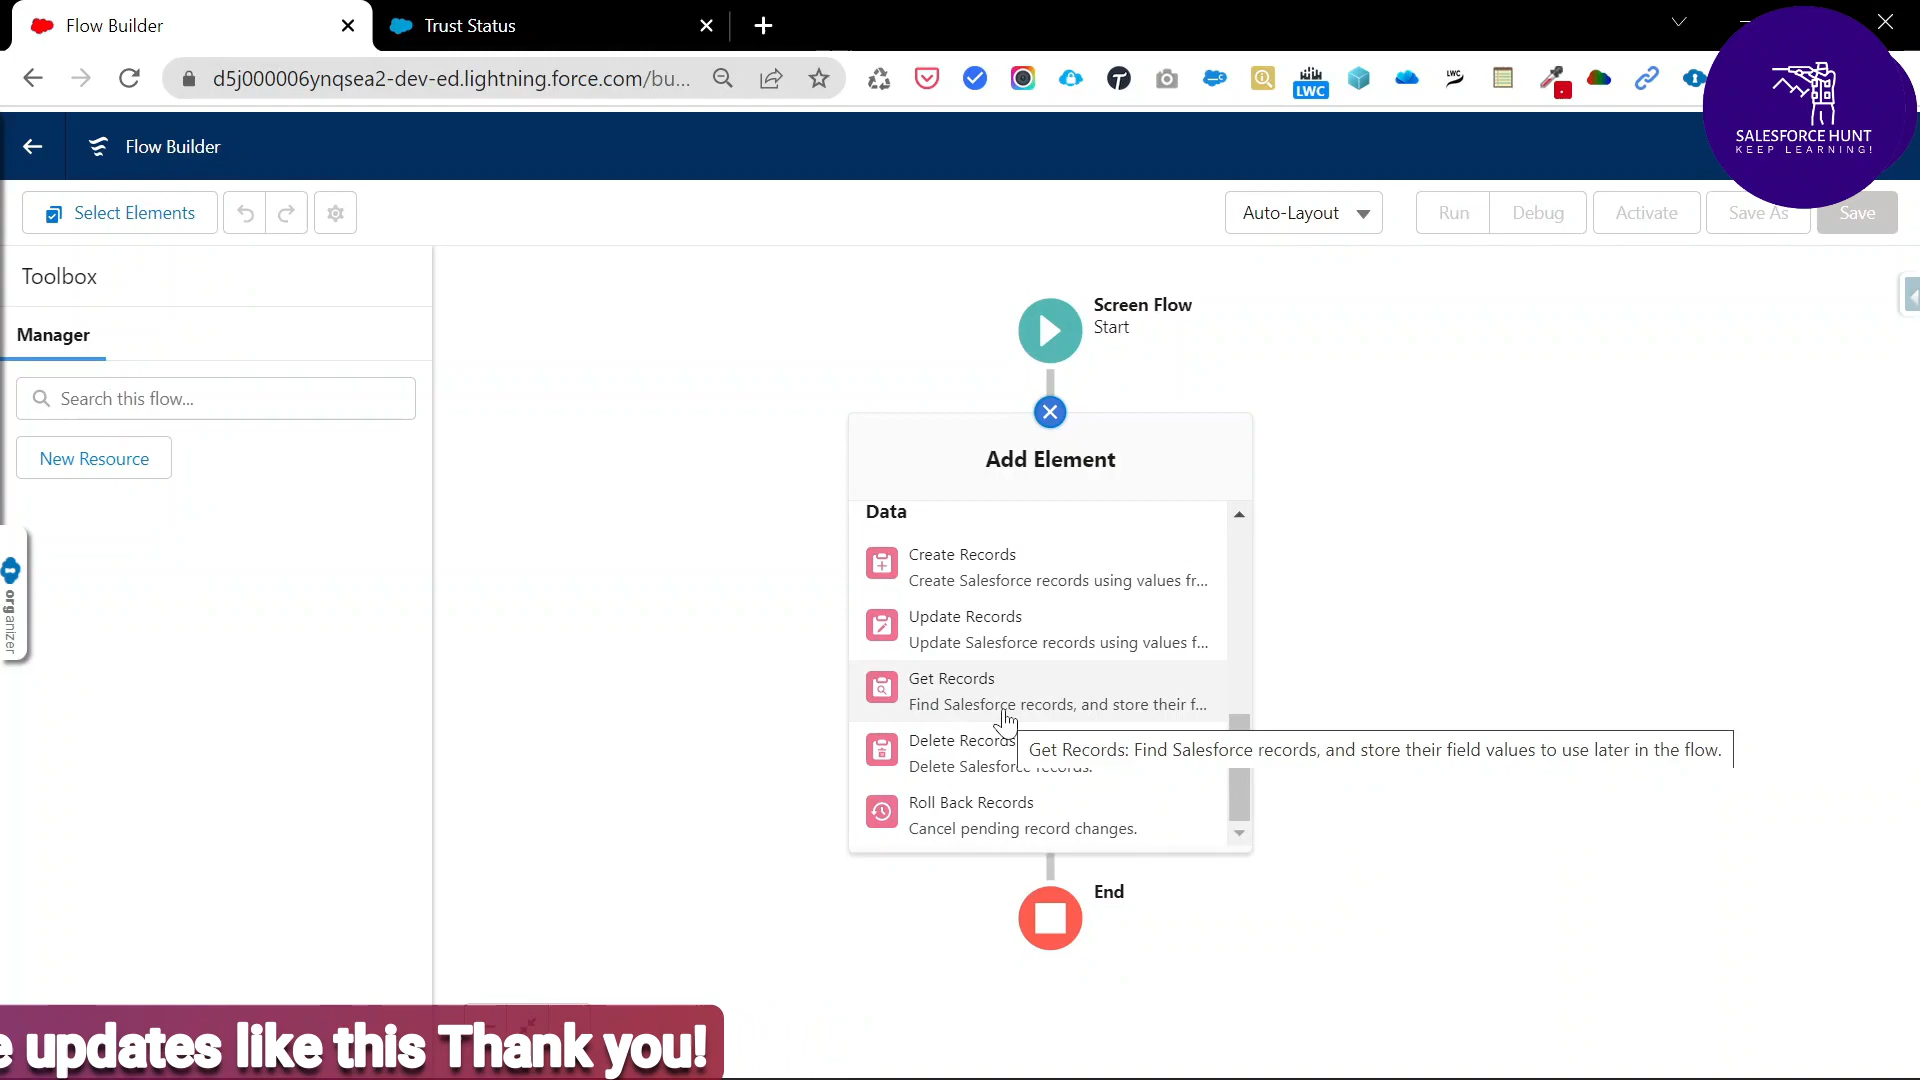 Flow Builder
Trust Status
d5j000006ynqsea2-dev-ed.lightning.force.com/bu...
LWC
LWC
SALESFORCE HUNT
KEEP LEARNING!
Flow Builder
Select Elements
Auto-Layout
Run
Debug
Activate
Save As
Save
Toolbox
Manager
Search this flow...
New Resource
organizer
Screen Flow
Start
Add Element
Data
Create Records
Create Salesforce records using values fr...
Update Records
Update Salesforce records using values f...
Get Records
Find Salesforce records, and store their f...
Delete Records
Delete Salesforce records.
Get Records: Find Salesforce records, and store their field values to use later in the flow.
Roll Back Records
Cancel pending record changes.
End
e updates like this Thank you!